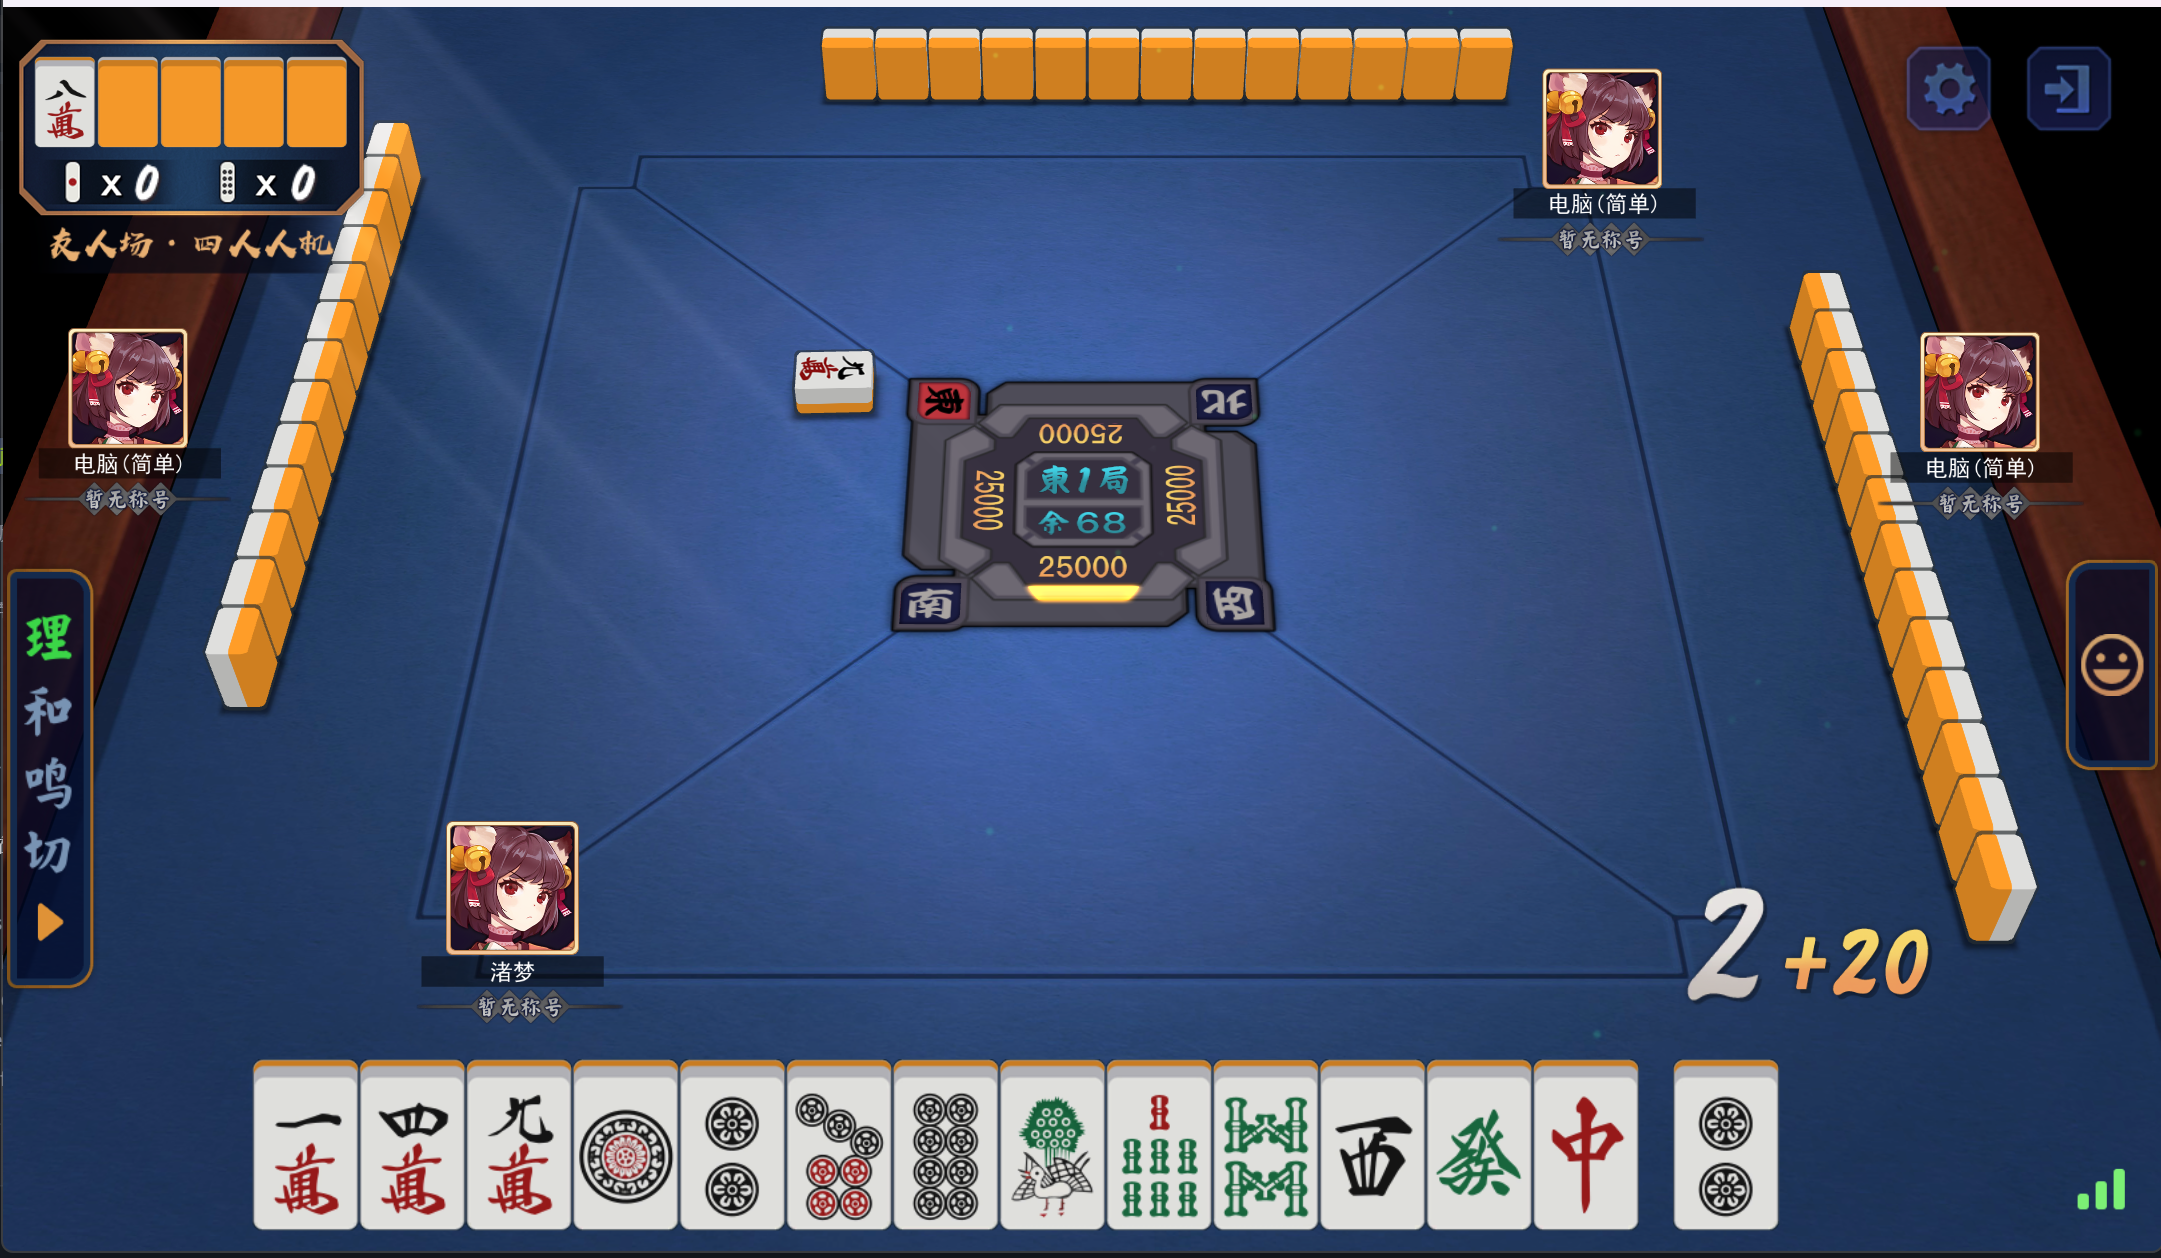 八萬
x 0 x 0
友人场·四人人机
电脑(简单)
暂无称号
电脑(简单)
暂无称号
电脑(简单)
暂无称号
九萬
東
北
25000
25000
東1局
25000
余68
25000
南
西
理
和
鸣
切
渚梦
暂无称号
2 +20
一萬 四萬 九萬 西 發 中